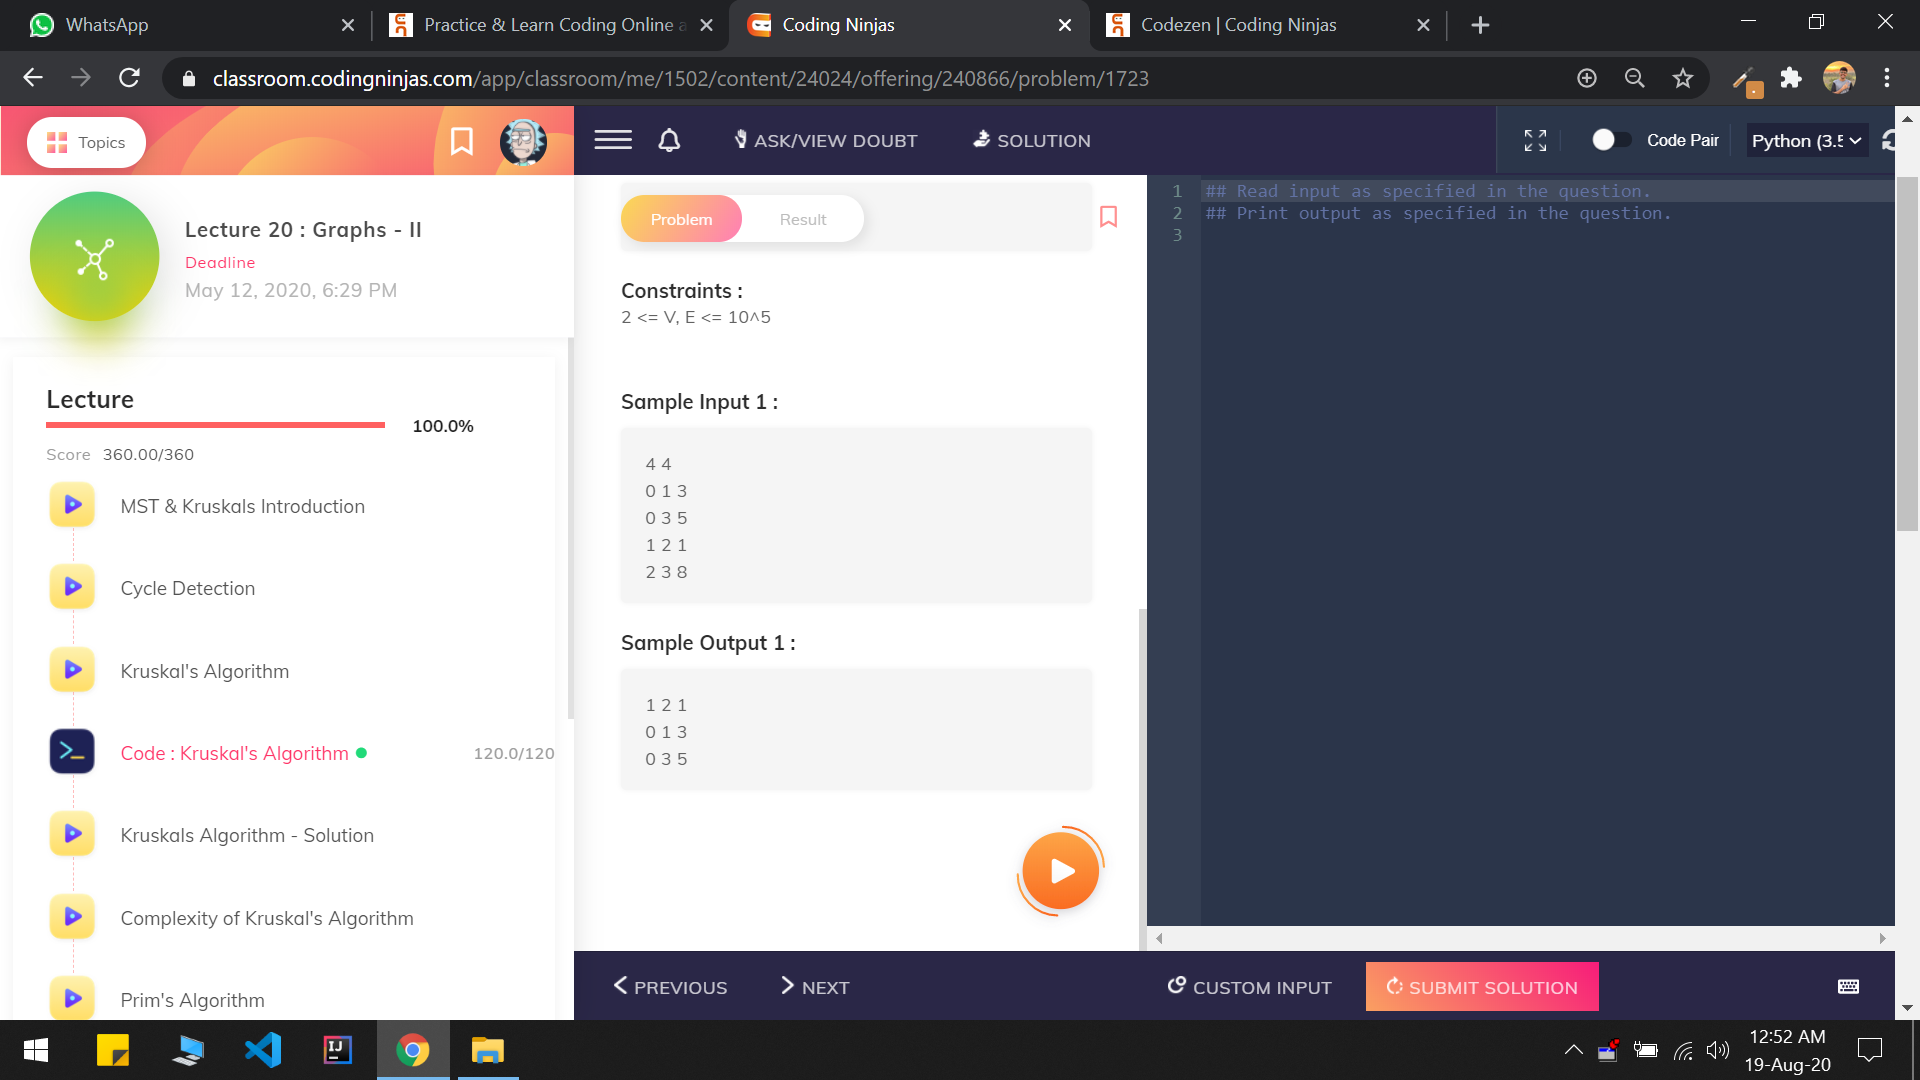 WhatsApp
Practice & Learn Coding Online a
Coding Ninjas
Codezen | Coding Ninjas
classroom.codingninjas.com/app/classroom/me/1502/content/24024/offering/240866/problem/1723
Topics
ASK/VIEW DOUBT
SOLUTION
Code Pair
Python (3.5
Lecture 20 : Graphs - II
Deadline
May 12, 2020, 6:29 PM
Lecture
100.0%
Score 360.00/360
MST & Kruskals Introduction
Cycle Detection
Kruskal's Algorithm
Code : Kruskal's Algorithm
120.0/120
Kruskals Algorithm - Solution
Complexity of Kruskal's Algorithm
Prim's Algorithm
Problem
Result
Constraints :
2 <= V, E <= 10^5
Sample Input 1 :
4 4
0 1 3
0 3 5
1 2 1
2 3 8
Sample Output 1 :
1 2 1
0 1 3
0 3 5
1 ## Read input as specified in the question.
2 ## Print output as specified in the question.
3
PREVIOUS
NEXT
CUSTOM INPUT
SUBMIT SOLUTION
IJ
12:52 AM
19-Aug-20